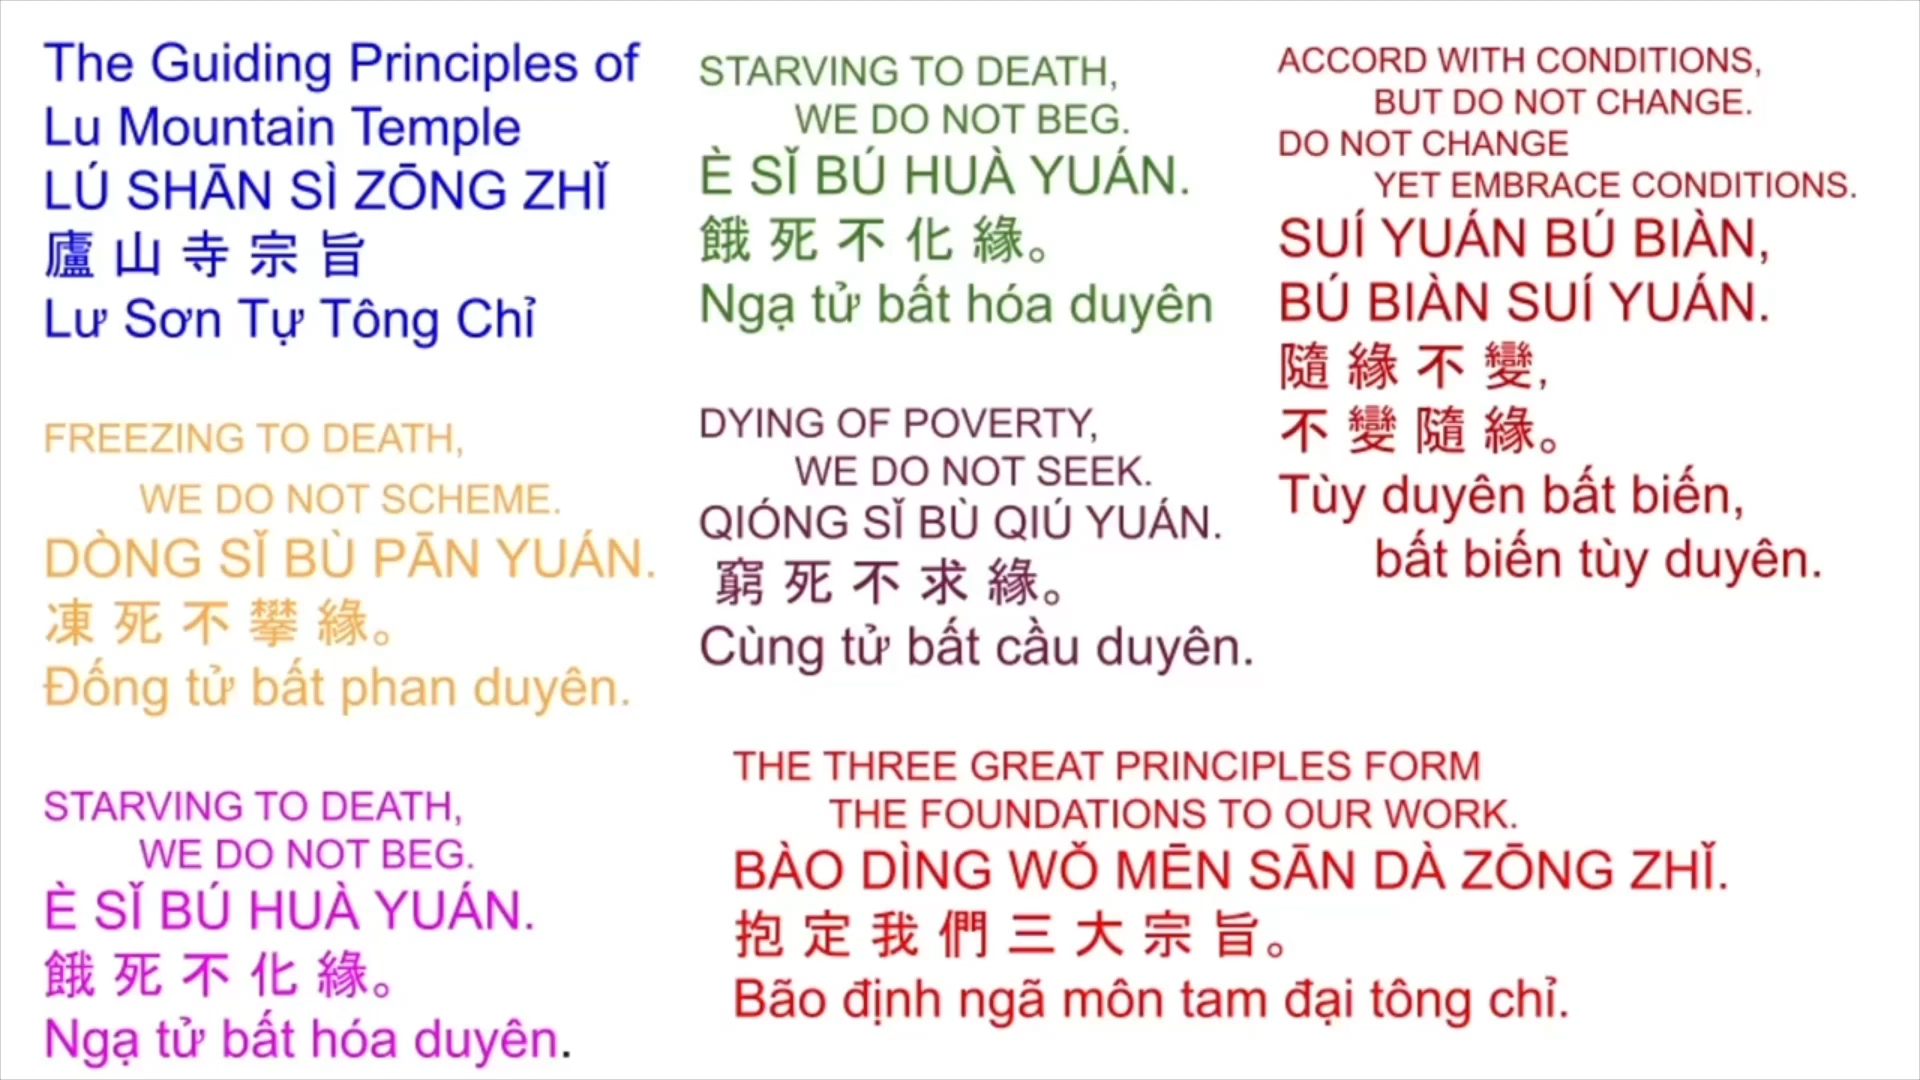 The Guiding Principles of
Lu Mountain Temple
LÚ SHĀN SÌ ZŌNG ZHǏ
廬 山 寺 宗 旨
Lư Sơn Tự Tông Chỉ
FREEZING TO DEATH,
WE DO NOT SCHEME.
DÒNG SǏ BÙ PĀN YUÁN.
凍 死 不 攀 緣。
Đống tử bất phan duyên.
STARVING TO DEATH,
WE DO NOT BEG.
È SǏ BÚ HUÀ YUÁN.
餓 死 不 化 緣。
Ngạ tử bất hóa duyên.
STARVING TO DEATH,
WE DO NOT BEG.
È SǏ BÚ HUÀ YUÁN.
餓 死 不 化 緣。
Ngạ tử bất hóa duyên
DYING OF POVERTY,
WE DO NOT SEEK.
QIÓNG SǏ BÙ QIÚ YUÁN.
窮 死 不 求 緣。
Cùng tử bất cầu duyên.
ACCORD WITH CONDITIONS,
BUT DO NOT CHANGE.
DO NOT CHANGE
YET EMBRACE CONDITIONS.
SUÍ YUÁN BÚ BIÀN,
BÚ BIÀN SUÍ YUÁN.
隨 緣 不 變,
不 變 隨 緣。
Tùy duyên bất biến,
bất biến tùy duyên.
THE THREE GREAT PRINCIPLES FORM
THE FOUNDATIONS TO OUR WORK.
BÀO DÌNG WǑ MĒN SĀN DÀ ZŌNG ZHǏ.
抱 定 我 們 三 大 宗 旨。
Bão định ngã môn tam đại tông chỉ.